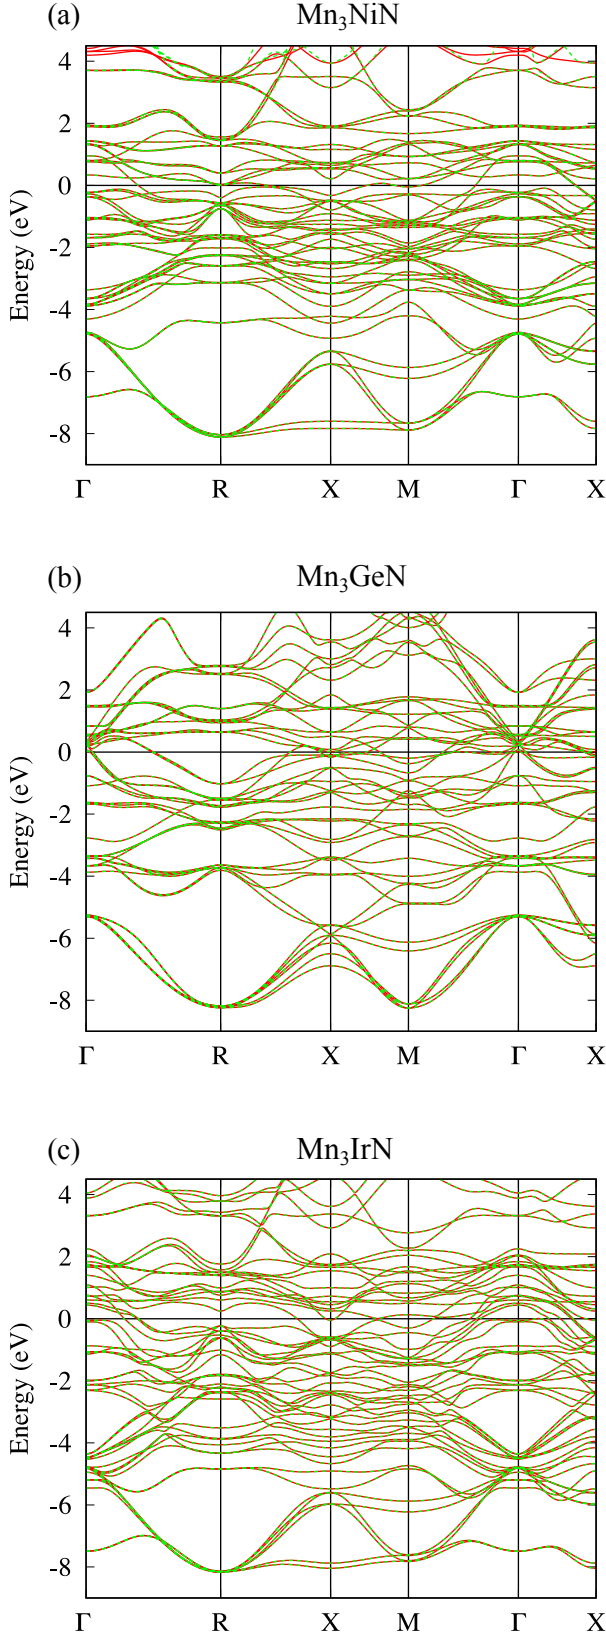 (a) Mn₃NiN
4
2
0
-2
-4
-6
-8
Energy (eV)
Γ R X M Γ X
(b) Mn₃GeN
4
2
0
-2
-4
-6
-8
Energy (eV)
Γ R X M Γ X
(c) Mn₃IrN
4
2
0
-2
-4
-6
-8
Energy (eV)
Γ R X M Γ X